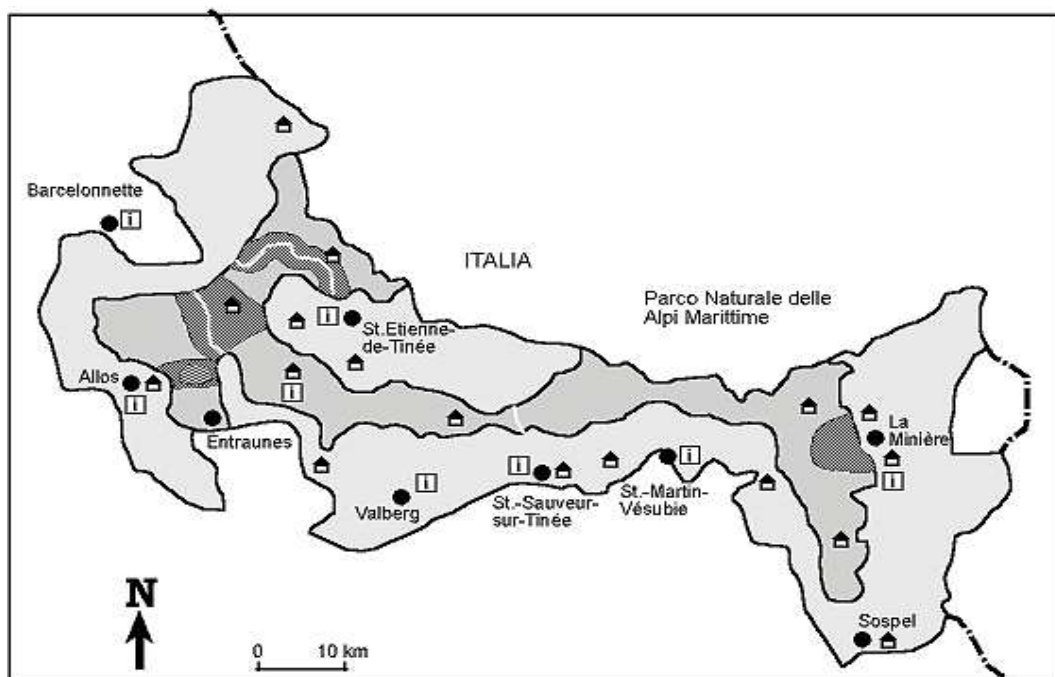 Barcelonnette
i
ITALIA
Parco Naturale delle
Alpi Marittime
i
St.Etienne-
de-Tinée
Allos
i
i
Entraunes
La
Minière
i
i
i
i
Valberg
St.-Sauveur-
sur-Tinée
St.-Martin-
Vésubie
N
0 10 km
Sospel